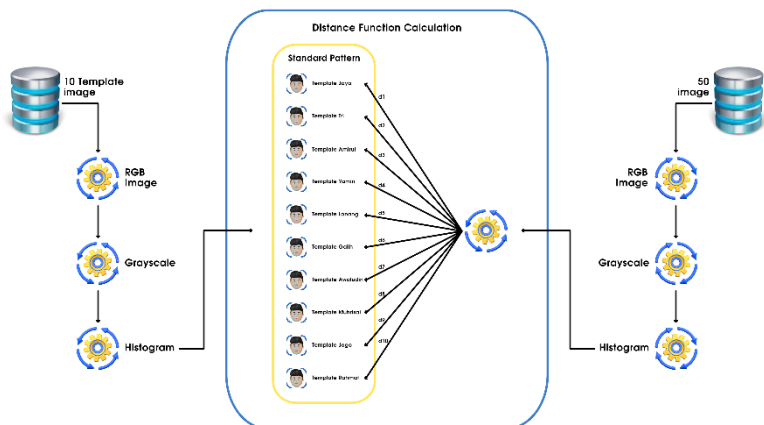 Distance Function Calculation
10 Template
image
RGB
Image
Grayscale
Histogram
Standard Pattern
Template Jaya
Template Tri
Template Amirul
Template Yamin
Template Lanang
Template Galih
Template Awaludin
Template Muhrizal
Template Jago
Template Rahmat
d1
d2
d3
d4
d5
d6
d7
d8
d9
d10
50
image
RGB
Image
Grayscale
Histogram